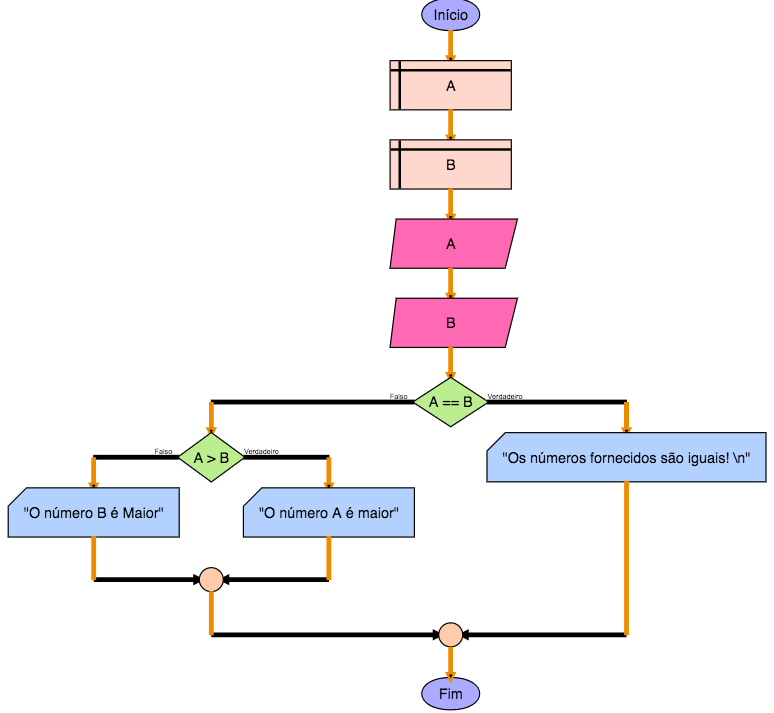 Início
A
B
A
B
Falso
A == B
Verdadeiro
Falso
A > B
Verdadeiro
"Os números fornecidos são iguais! \n"
"O número B é Maior"
"O número A é maior"
Fim